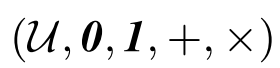 (𝒰, 𝟎, 𝟏, +, ×)